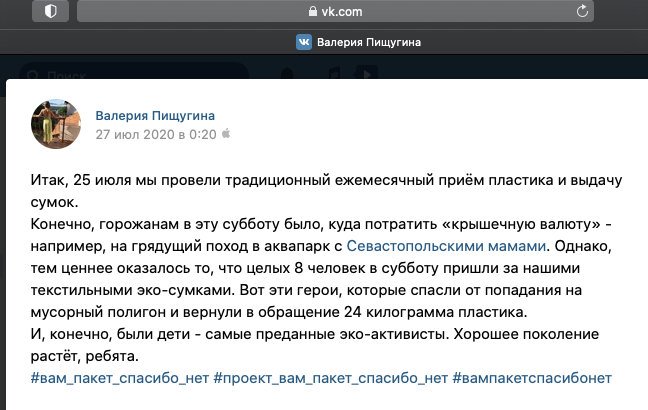 vk.com
Валерия Пищугина
Поиск
Валерия Пищугина
27 июл 2020 в 0:20
Итак, 25 июля мы провели традиционный ежемесячный приём пластика и выдачу
сумок.
Конечно, горожанам в эту субботу было, куда потратить «крышечную валюту» -
например, на грядущий поход в аквапарк с Севастопольскими мамами. Однако,
тем ценнее оказалось то, что целых 8 человек в субботу пришли за нашими
текстильными эко-сумками. Вот эти герои, которые спасли от попадания на
мусорный полигон и вернули в обращение 24 килограмма пластика.
И, конечно, были дети - самые преданные эко-активисты. Хорошее поколение
растёт, ребята.
#вам_пакет_спасибо_нет #проект_вам_пакет_спасибо_нет #вампакетспасибонет